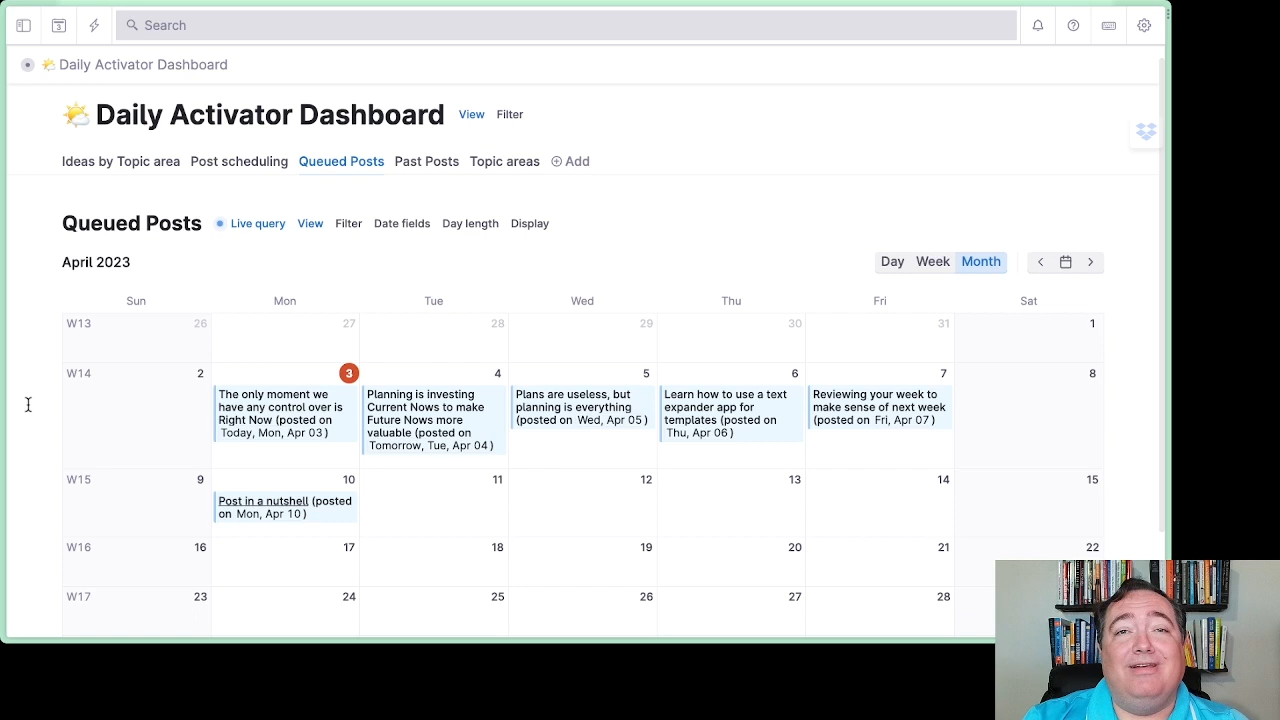 3
Search
Daily Activator Dashboard
Daily Activator Dashboard View Filter
Ideas by Topic area Post scheduling Queued Posts Past Posts Topic areas Add
Queued Posts Live query View Filter Date fields Day length Display
April 2023 Day Week Month
Sun Mon Tue Wed Thu Fri Sat
W13 26 27 28 29 30 31 1
W14 2 3 4 5 6 7 8
The only moment we
have any control over is
Right Now (posted on
Today, Mon, Apr 03)
Planning is investing
Current Nows to make
Future Nows more
valuable (posted on
Tomorrow, Tue, Apr 04)
Plans are useless, but
planning is everything
(posted on Wed, Apr 05)
Learn how to use a text
expander app for
templates (posted on
Thu, Apr 06)
Reviewing your week to
make sense of next week
(posted on Fri, Apr 07)
W15 9 10 11 12 13 14 15
Post in a nutshell (posted
on Mon, Apr 10)
W16 16 17 18 19 20 21 22
W17 23 24 25 26 27 28